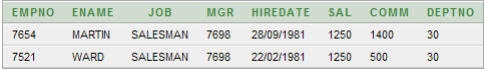 EMPNO ENAME JOB MGR HIREDATE SAL COMM DEPTNO
7654 MARTIN SALESMAN 7698 28/09/1981 1250 1400 30
7521 WARD SALESMAN 7698 22/02/1981 1250 500 30